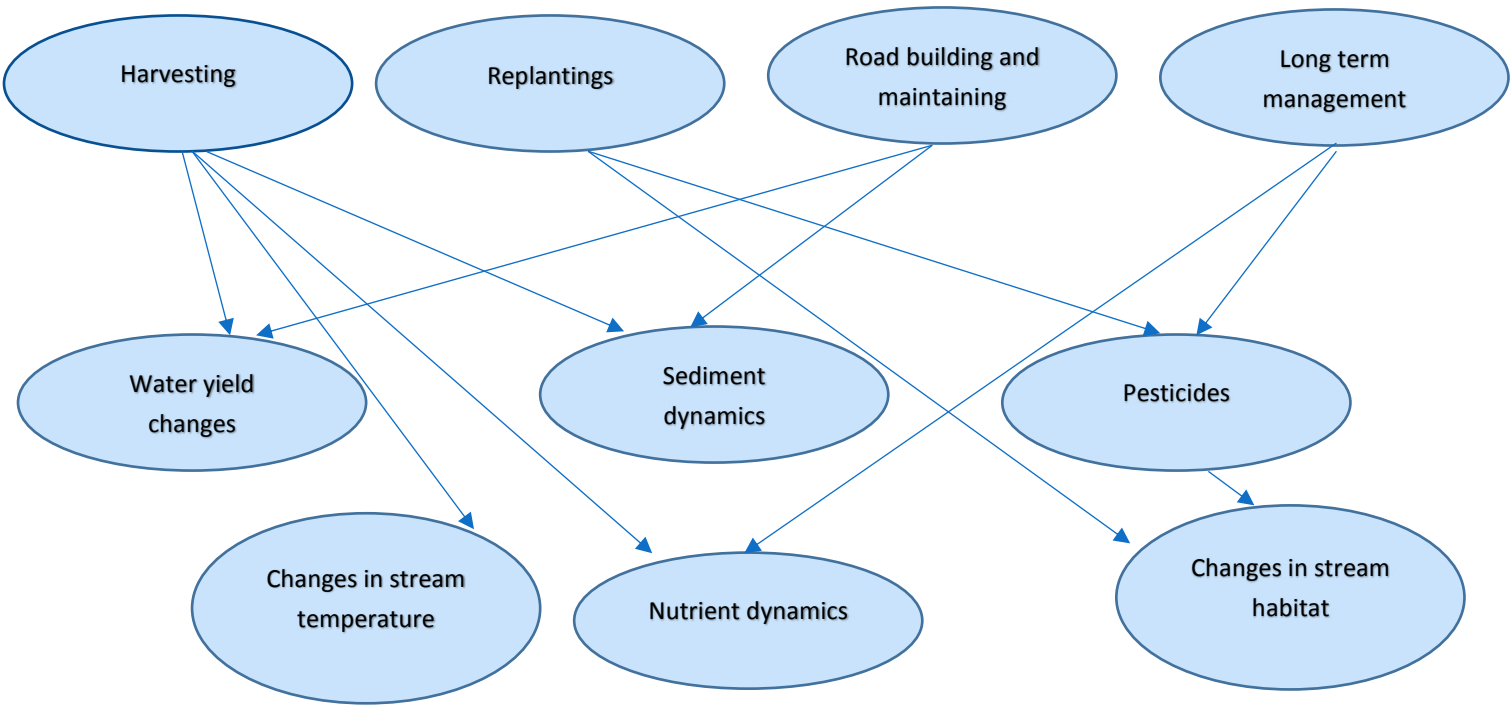 Harvesting
Replantings
Road building and
maintaining
Long term
management
Water yield
changes
Sediment
dynamics
Pesticides
Changes in stream
temperature
Nutrient dynamics
Changes in stream
habitat